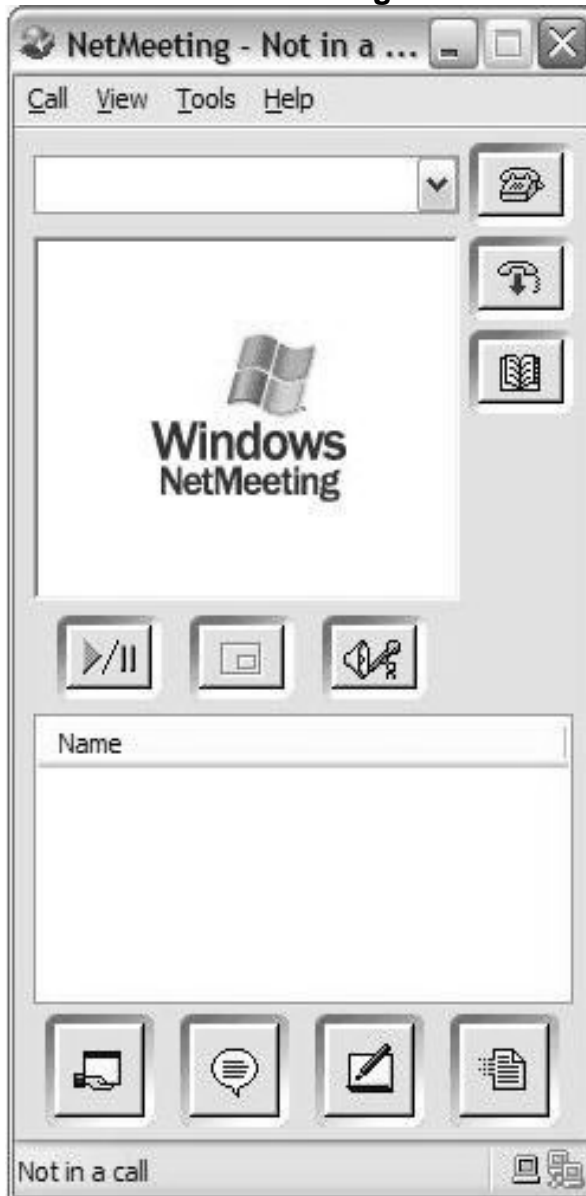 NetMeeting - Not in a ...
Call View Tools Help
Windows
NetMeeting
Name
Not in a call